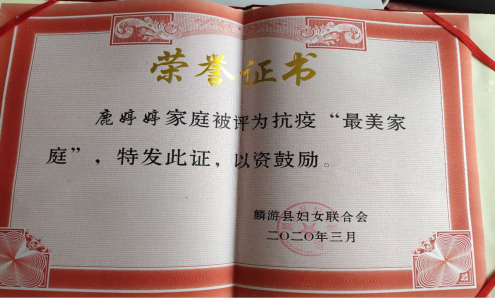 荣誉证书
鹿婷婷家庭被评为抗疫“最美家
庭”，特发此证，以资鼓励。
麟游县妇女联合会
二〇二〇年三月